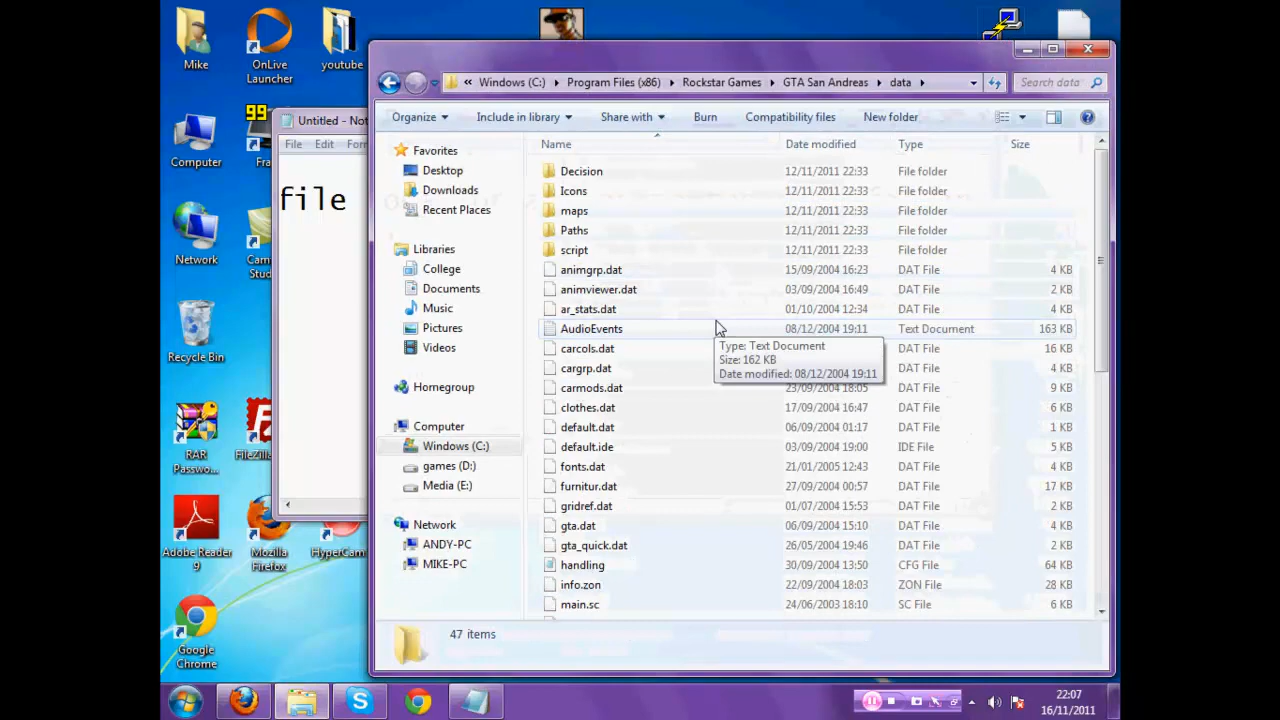 Mike
OnLive Launcher
youtube
Computer
99
Fra
Network
Recycle Bin
RAR Passwo...
FileZilla
Adobe Reader 9
Mozilla Firefox
HyperCam
Google Chrome
Untitled - Not
File Edit For
file
« Windows (C:) Program Files (x86) Rockstar Games GTA San Andreas data Search data
Organize Include in library Share with Burn Compatibility files New folder
Favorites
Desktop
Downloads
Recent Places
Libraries
College
Documents
Music
Pictures
Videos
Homegroup
Computer
Windows (C:)
games (D:)
Media (E:)
Network
ANDY-PC
MIKE-PC
Name Date modified Type Size
Decision 12/11/2011 22:33 File folder
Icons 12/11/2011 22:33 File folder
maps 12/11/2011 22:33 File folder
Paths 12/11/2011 22:33 File folder
script 12/11/2011 22:33 File folder
animgrp.dat 15/09/2004 16:23 DAT File 4 KB
animviewer.dat 03/09/2004 16:49 DAT File 2 KB
ar_stats.dat 01/10/2004 12:34 DAT File 4 KB
AudioEvents 08/12/2004 19:11 Text Document 163 KB
carcols.dat DAT File 16 KB
cargrp.dat DAT File 4 KB
carmods.dat 23/09/2004 18:05 DAT File 9 KB
clothes.dat 17/09/2004 16:47 DAT File 6 KB
default.dat 06/09/2004 01:17 DAT File 1 KB
default.ide 03/09/2004 19:00 IDE File 5 KB
fonts.dat 21/01/2005 12:43 DAT File 4 KB
furnitur.dat 27/09/2004 00:57 DAT File 17 KB
gridref.dat 01/07/2004 15:53 DAT File 2 KB
gta.dat 06/09/2004 15:10 DAT File 4 KB
gta_quick.dat 26/05/2004 19:46 DAT File 2 KB
handling 30/09/2004 13:50 CFG File 64 KB
info.zon 22/09/2004 18:03 ZON File 28 KB
main.sc 24/06/2003 18:10 SC File 6 KB
Type: Text Document
Size: 162 KB
Date modified: 08/12/2004 19:11
47 items
22:07
16/11/2011